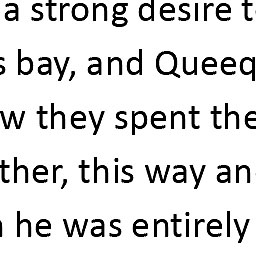 a strong desire t
s bay, and Queeq
w they spent the
ther, this way an
he was entirely